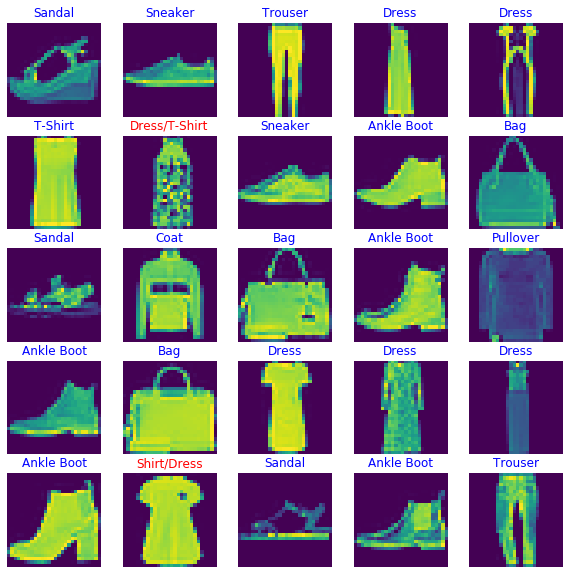 Sandal Sneaker Trouser Dress Dress
T-Shirt Dress/T-Shirt Sneaker Ankle Boot Bag
Sandal Coat Bag Ankle Boot Pullover
Ankle Boot Bag Dress Dress Dress
Ankle Boot Shirt/Dress Sandal Ankle Boot Trouser